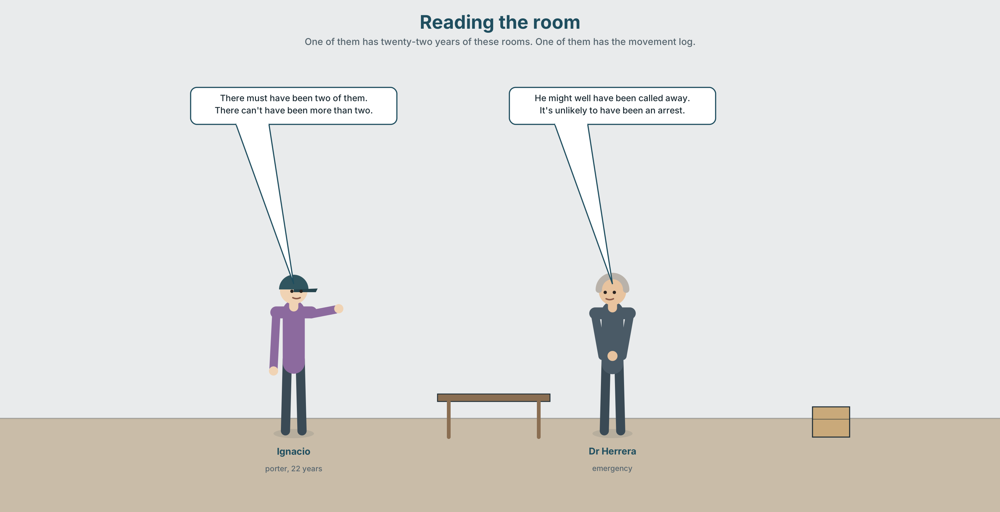 Reading the room
One of them has twenty-two years of these rooms. One of them has the movement log.
There must have been two of them.
There can't have been more than two.
He might well have been called away.
It's unlikely to have been an arrest.
Ignacio
porter, 22 years
Dr Herrera
emergency